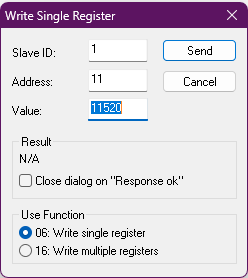 Write Single Register
Slave ID: 1 Send
Address: 11 Cancel
Value: 11520
Result
N/A
Close dialog on "Response ok"
Use Function
06: Write single register
16: Write multiple registers